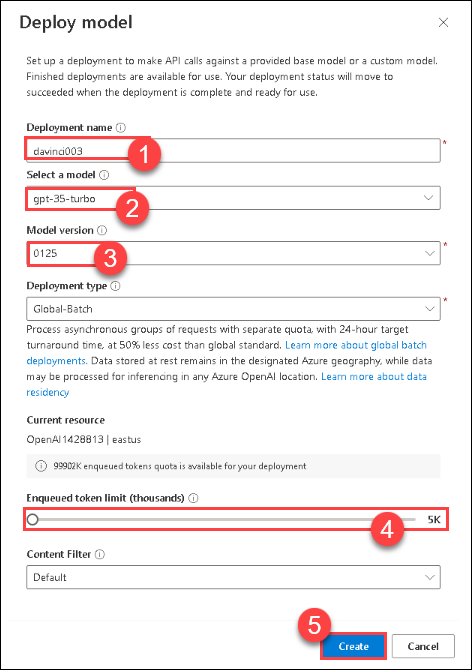 Deploy model
Set up a deployment to make API calls against a provided base model or a custom model.
Finished deployments are available for use. Your deployment status will move to
succeeded when the deployment is complete and ready for use.
Deployment name
davinci003
1
Select a model
gpt-35-turbo
2
Model version
0125
3
Deployment type
Global-Batch
Process asynchronous groups of requests with separate quota, with 24-hour target
turnaround time, at 50% less cost than global standard. Learn more about global batch
deployments. Data stored at rest remains in the designated Azure geography, while data
may be processed for inferencing in any Azure OpenAI location. Learn more about data
residency
Current resource
OpenAI1428813 | eastus
99902K enqueued tokens quota is available for your deployment
Enqueued token limit (thousands)
5K
4
Content Filter
Default
5
Create Cancel